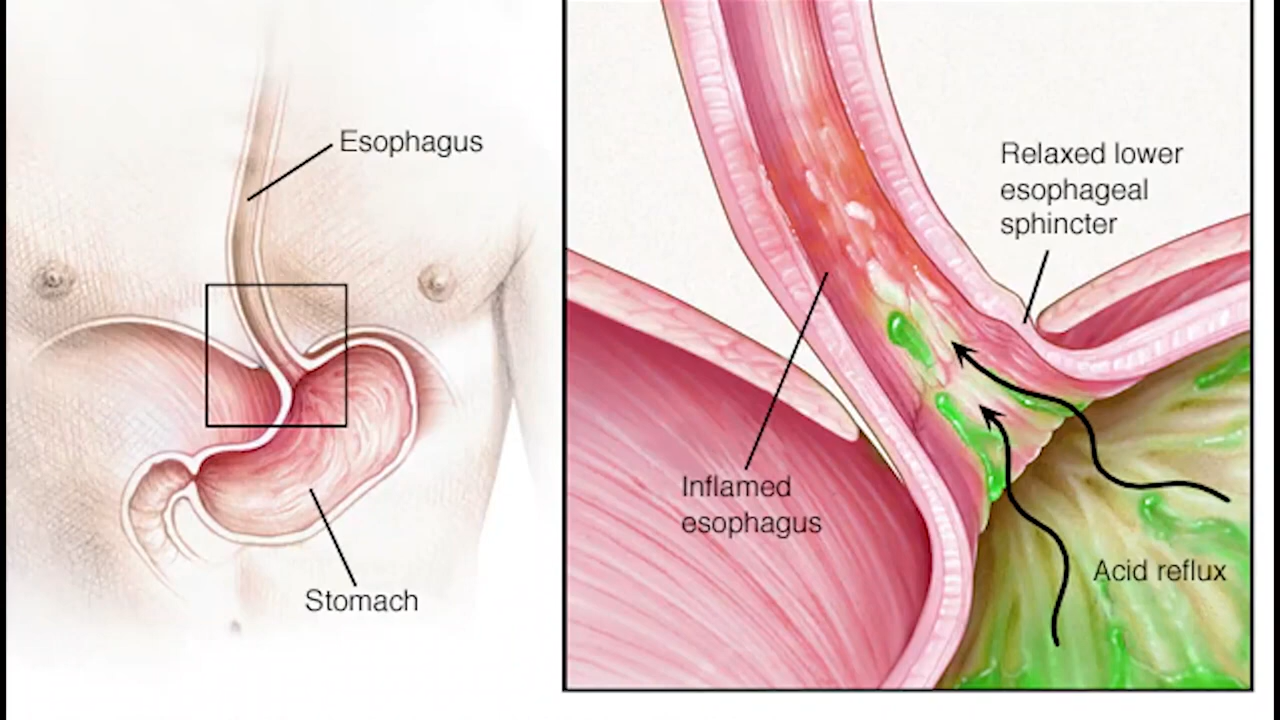 Esophagus
Stomach
Relaxed lower
esophageal
sphincter
Inflamed
esophagus
Acid reflux